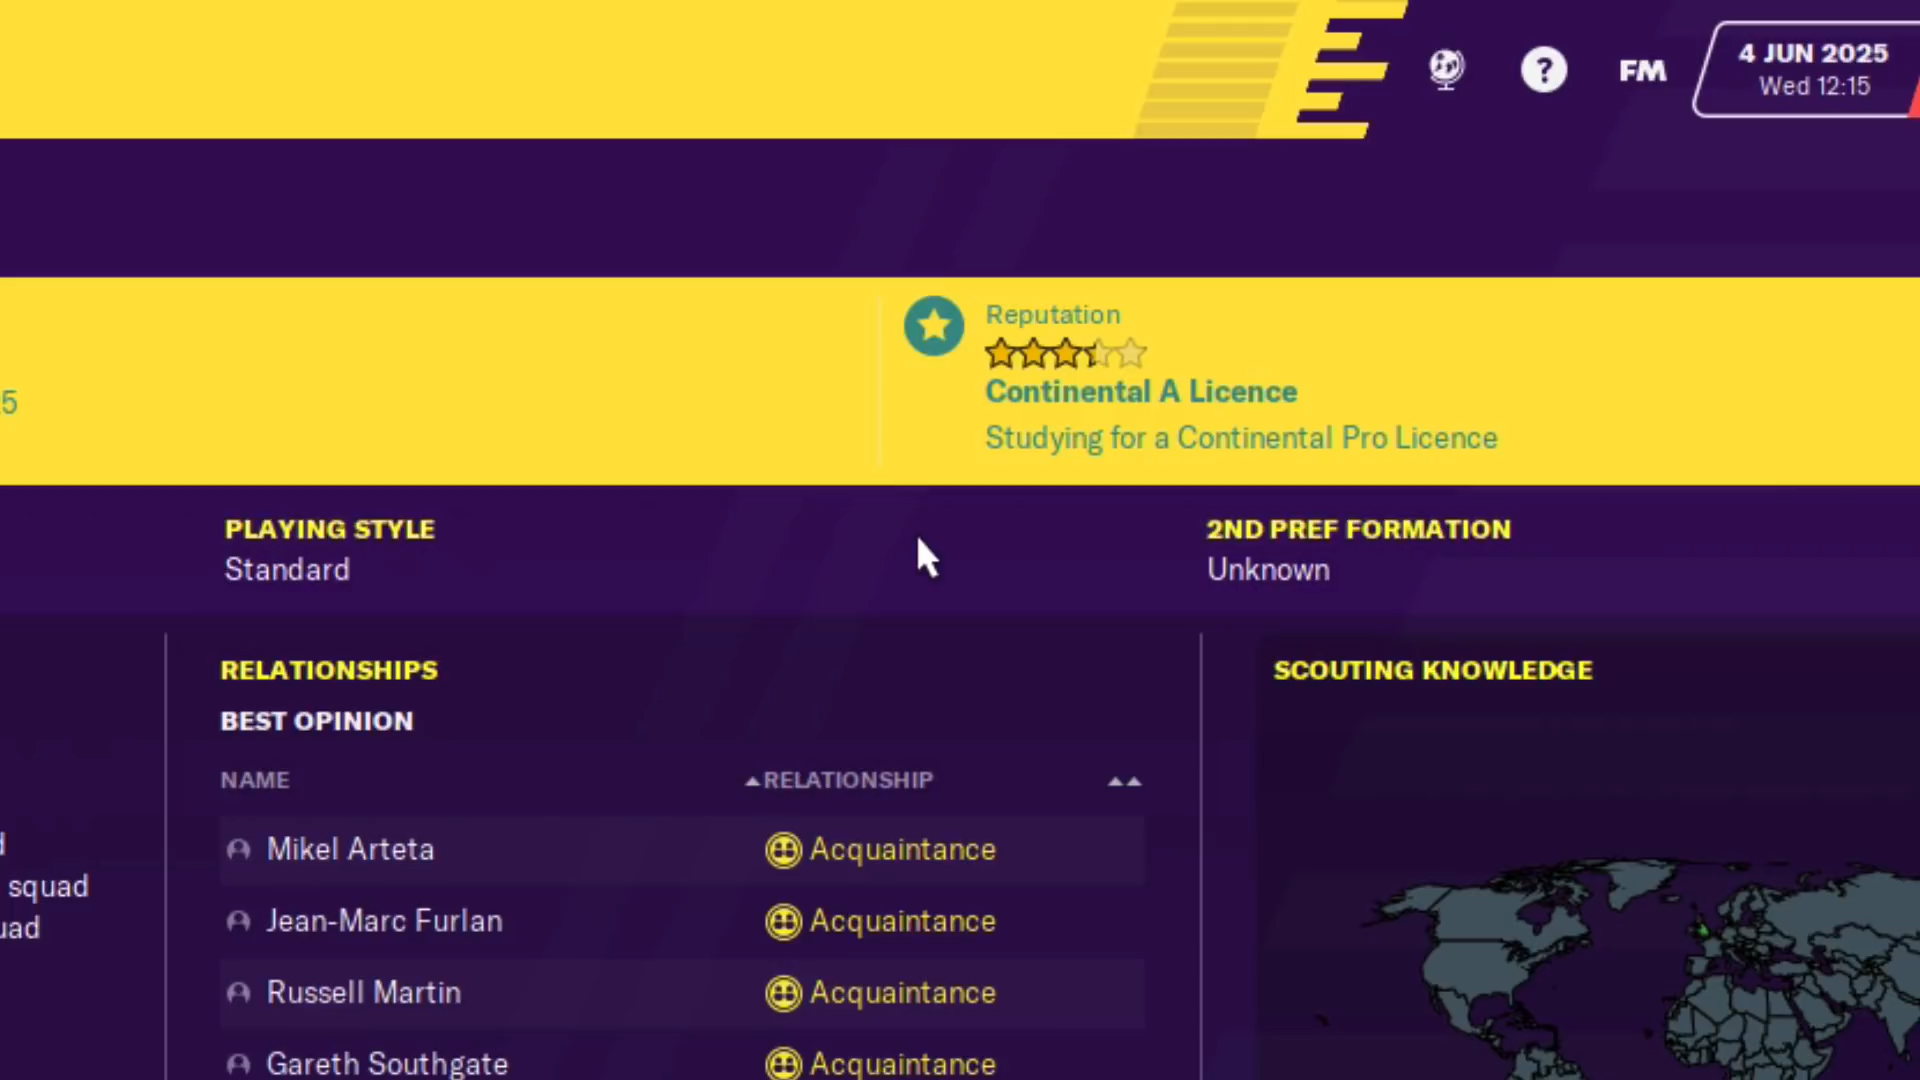 FM
4 JUN 2025
Wed 12:15
Reputation
Continental A Licence
Studying for a Continental Pro Licence
5
PLAYING STYLE
Standard
2ND PREF FORMATION
Unknown
RELATIONSHIPS
BEST OPINION
NAME RELATIONSHIP
Mikel Arteta Acquaintance
Jean-Marc Furlan Acquaintance
Russell Martin Acquaintance
Gareth Southgate Acquaintance
squad
uad
SCOUTING KNOWLEDGE